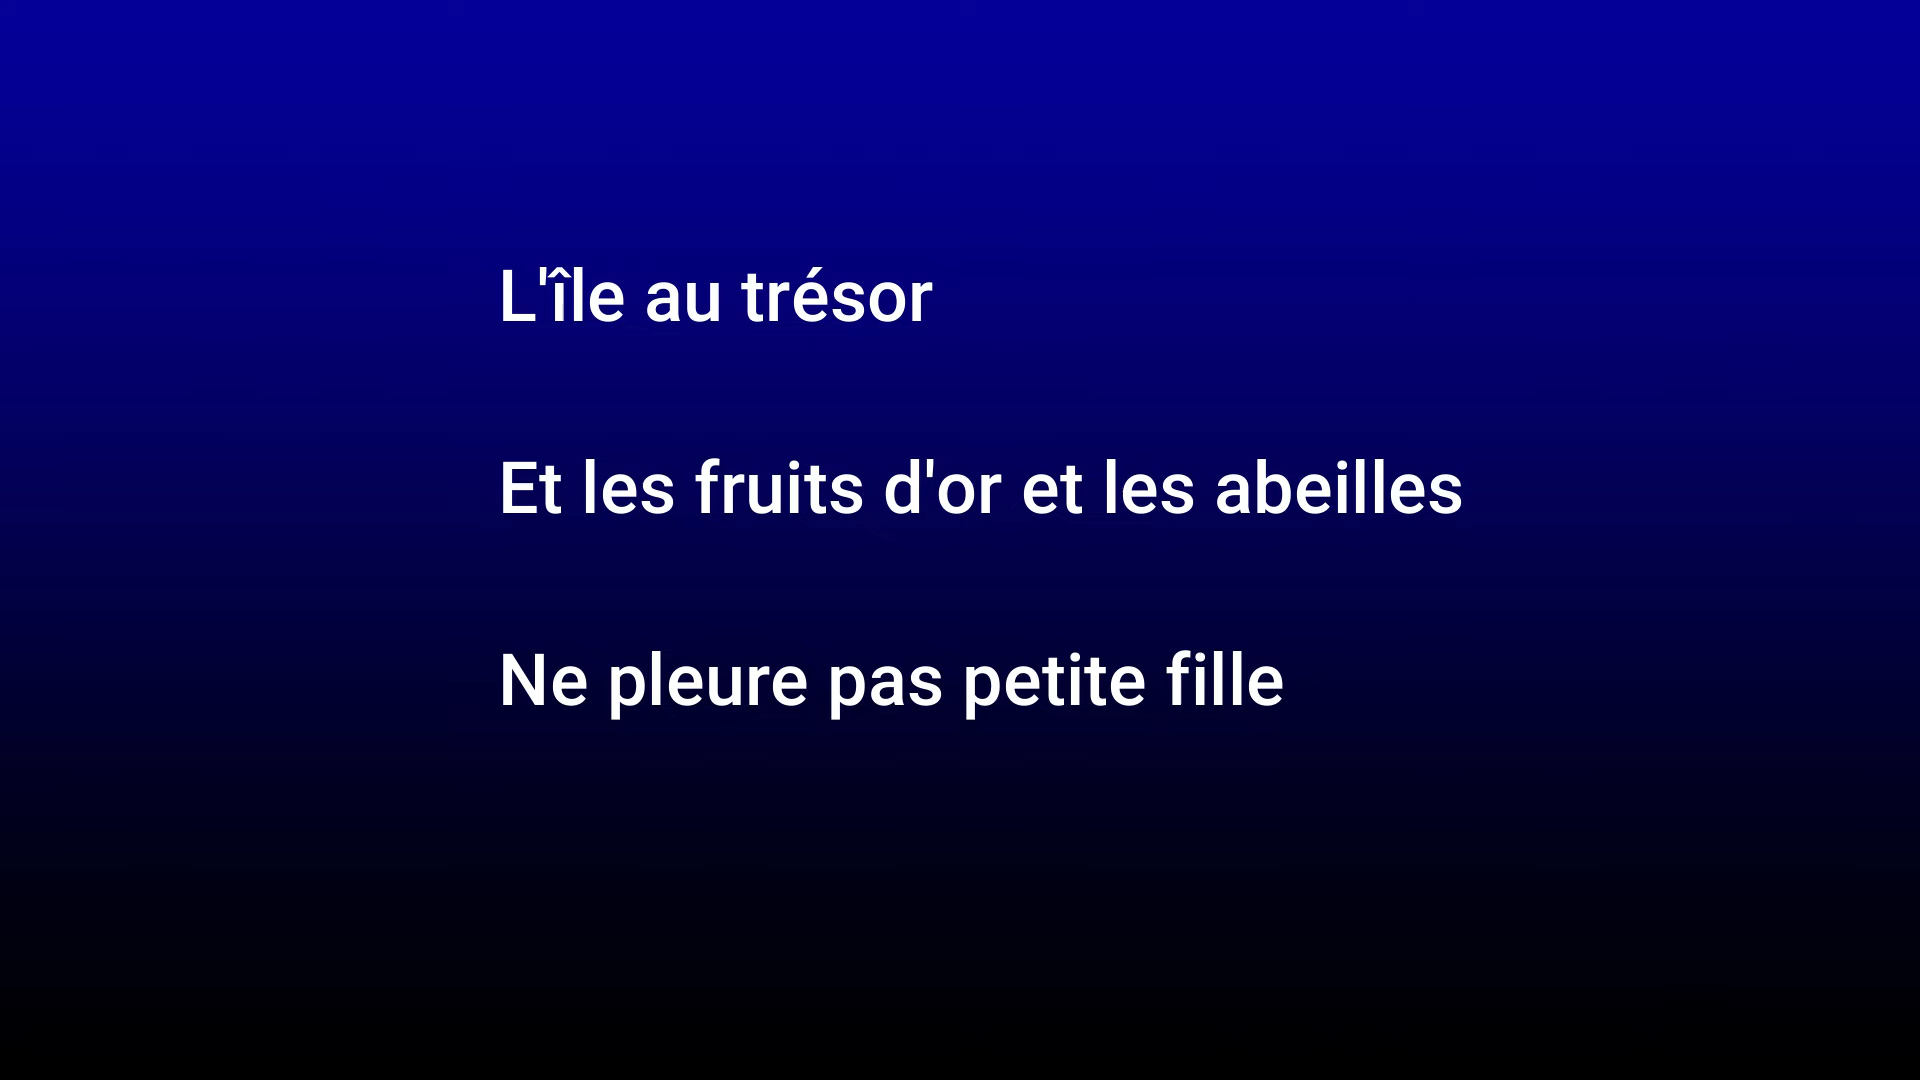 L'île au trésor
Et les fruits d'or et les abeilles
Ne pleure pas petite fille